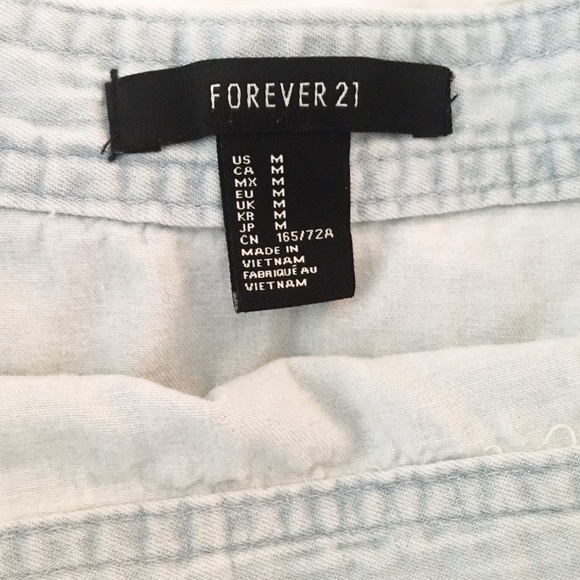 FOREVER 21
US M
CA M
MX M
EU M
UK M
KR M
JP M
CN 165/72A
MADE IN
VIETNAM
FABRIQUÉ AU
VIETNAM